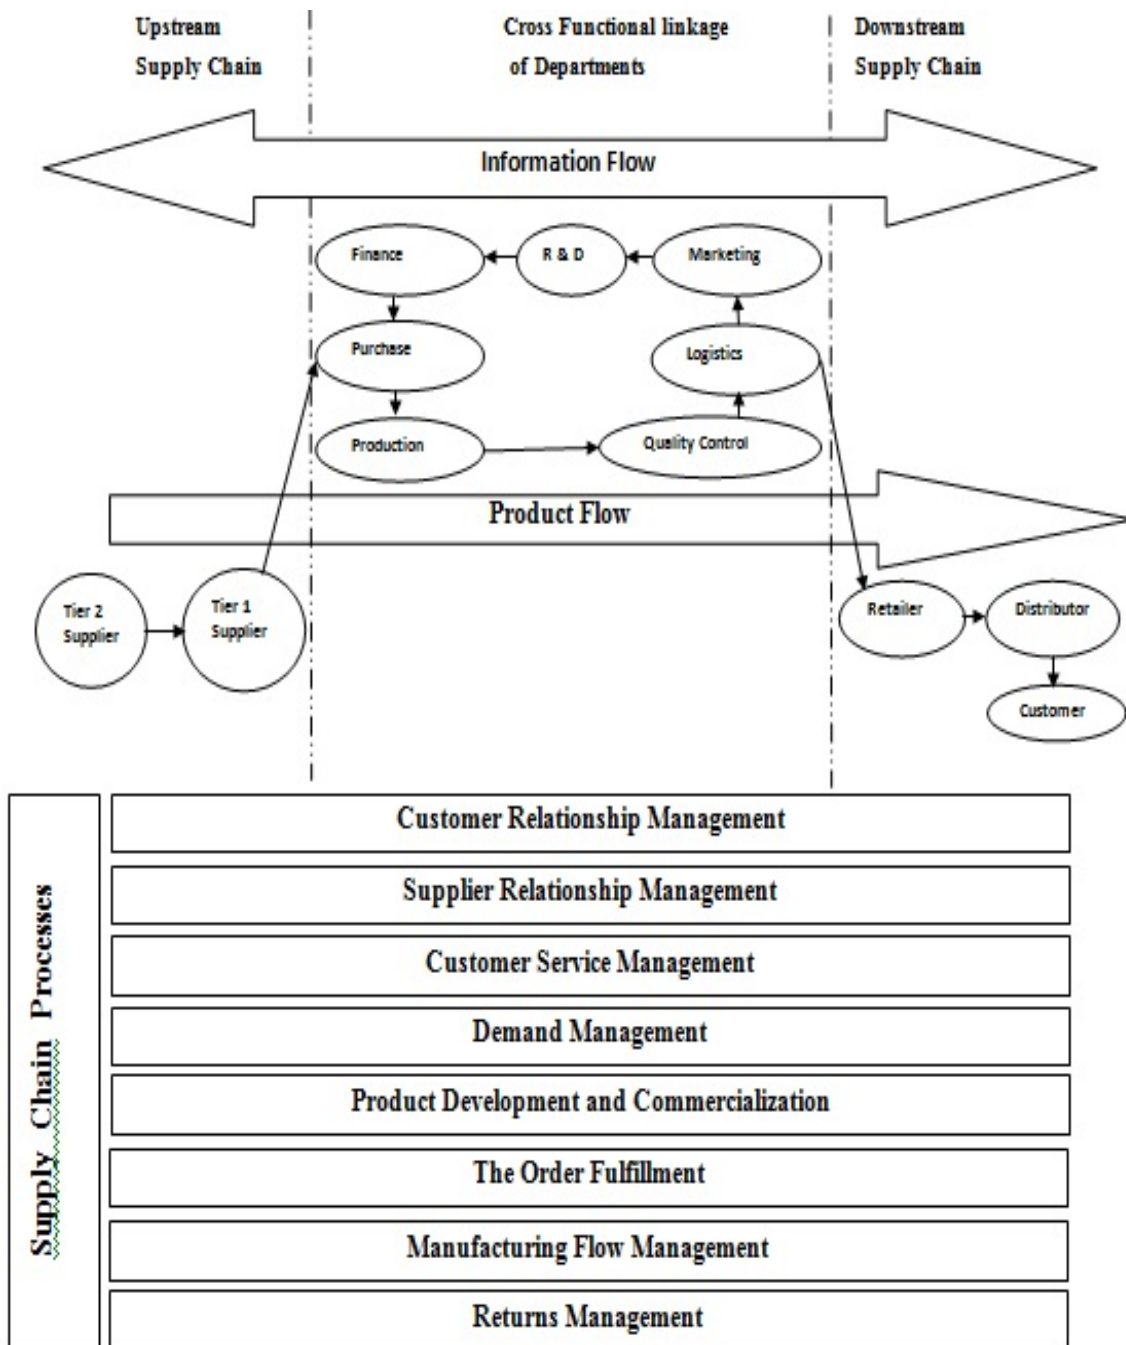 Upstream
Supply Chain
Cross Functional linkage
of Departments
Downstream
Supply Chain
Information Flow
Finance
R & D
Marketing
Purchase
Logistics
Production
Quality Control
Product Flow
Tier 2
Supplier
Tier 1
Supplier
Retailer
Distributor
Customer
Supply Chain Processes
Customer Relationship Management
Supplier Relationship Management
Customer Service Management
Demand Management
Product Development and Commercialization
The Order Fulfillment
Manufacturing Flow Management
Returns Management